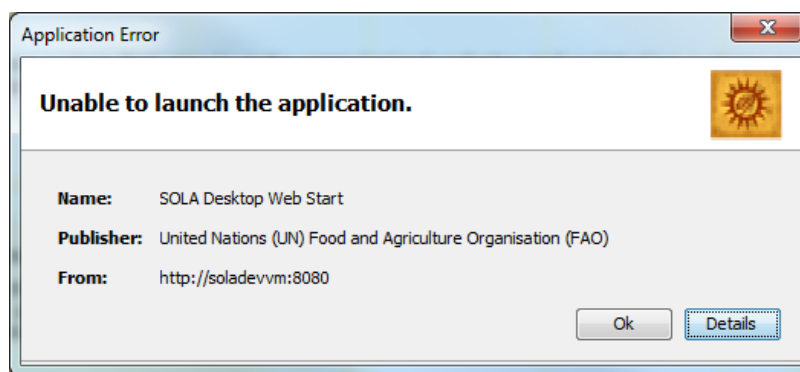 Application Error
Unable to launch the application.
Name: SOLA Desktop Web Start
Publisher: United Nations (UN) Food and Agriculture Organisation (FAO)
From: http://soladevvm:8080
Ok Details